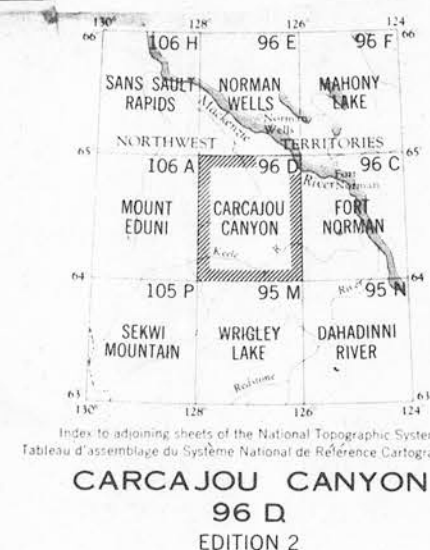 130° 128° 126° 124
66 106 H 96 E 96 F 66
SANS SAULT NORMAN MAHONY
RAPIDS WELLS LAKE
Mackenzie
Norman
Wells
NORTHWEST TERRITORIES
65 106 A 96 D 96 C 65
River Fort
Norman
MOUNT CARCAJOU FORT
EDUNI CANYON NORMAN
Keele R
64 64
105 P 95 M River 95 N
SEKWI WRIGLEY DAHADINNI
MOUNTAIN LAKE RIVER
Redstone
63 63
130° 128° 126° 124
Index to adjoining sheets of the National Topographic System
Tableau d'assemblage du Système National de Référence Cartogra
CARCAJOU CANYON
96 D
EDITION 2